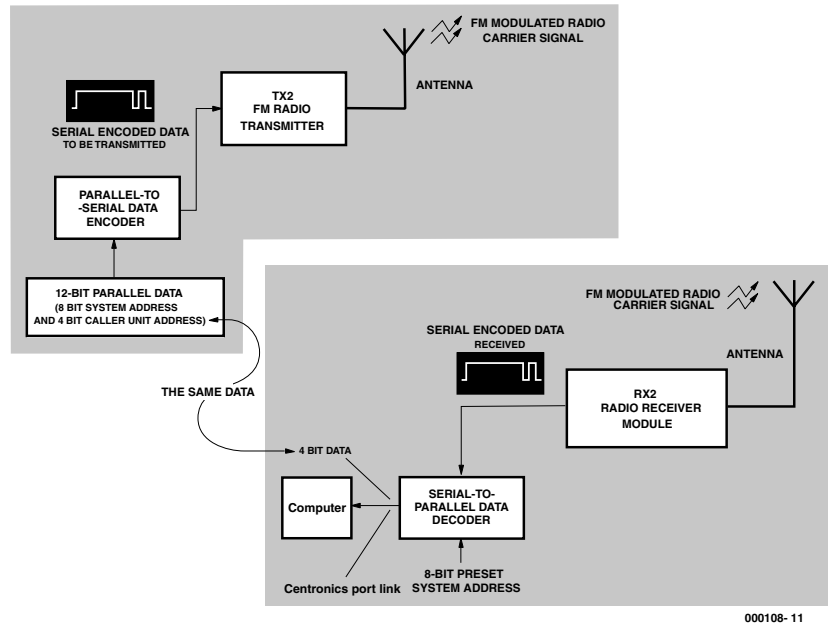 FM MODULATED RADIO
CARRIER SIGNAL
ANTENNA
TX2
FM RADIO
TRANSMITTER
SERIAL ENCODED DATA
TO BE TRANSMITTED
PARALLEL-TO
-SERIAL DATA
ENCODER
12-BIT PARALLEL DATA
(8 BIT SYSTEM ADDRESS
AND 4 BIT CALLER UNIT ADDRESS)
THE SAME DATA
FM MODULATED RADIO
CARRIER SIGNAL
ANTENNA
SERIAL ENCODED DATA
RECEIVED
RX2
RADIO RECEIVER
MODULE
4 BIT DATA
Computer
SERIAL-TO-
PARALLEL DATA
DECODER
Centronics port link
8-BIT PRESET
SYSTEM ADDRESS
000108- 11